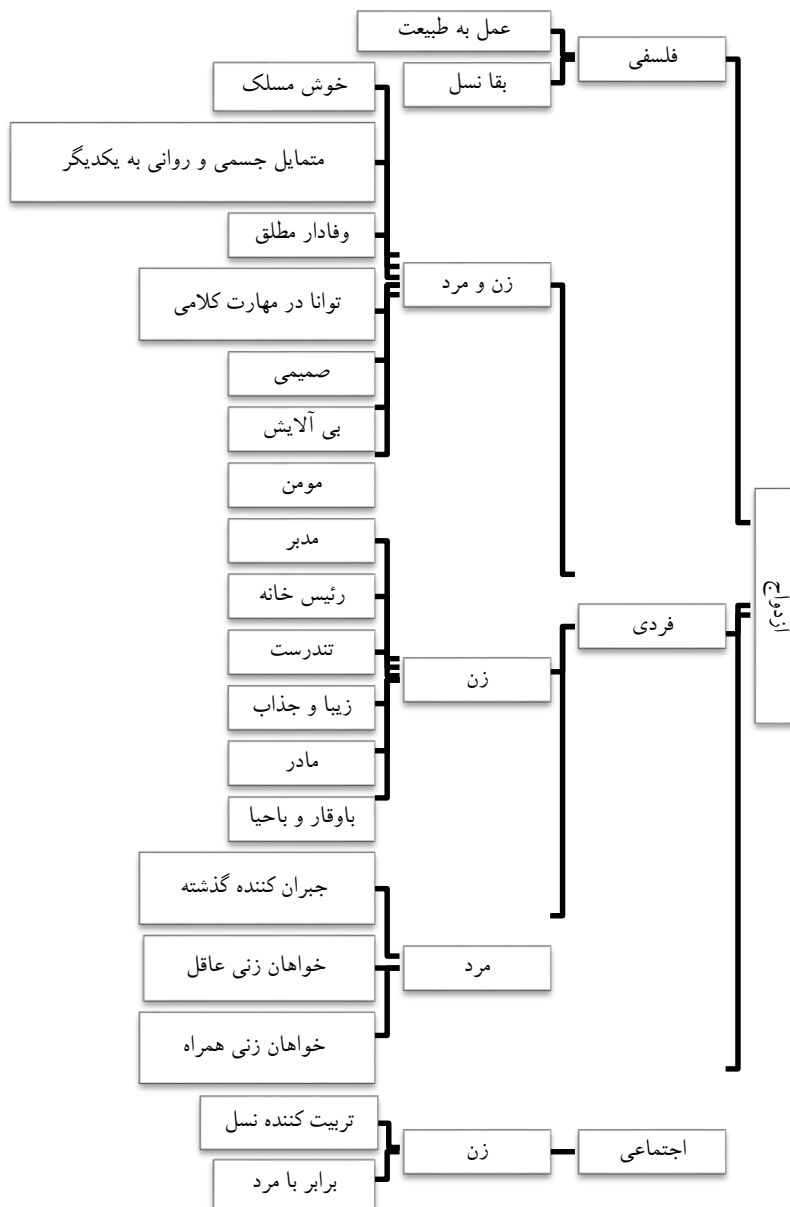 ازدواج
فلسفی
عمل به طبیعت
بقا نسل
فردی
زن و مرد
خوش مسلک
متمایل جسمی و روانی به یکدیگر
وفادار مطلق
توانا در مهارت کلامی
صمیمی
بی آلایش
مومن
زن
مدبر
رئیس خانه
تندرست
زیبا و جذاب
مادر
باوقار و باحیا
مرد
جبران کننده گذشته
خواهان زنی عاقل
خواهان زنی همراه
اجتماعی
زن
تربیت کننده نسل
برابر با مرد